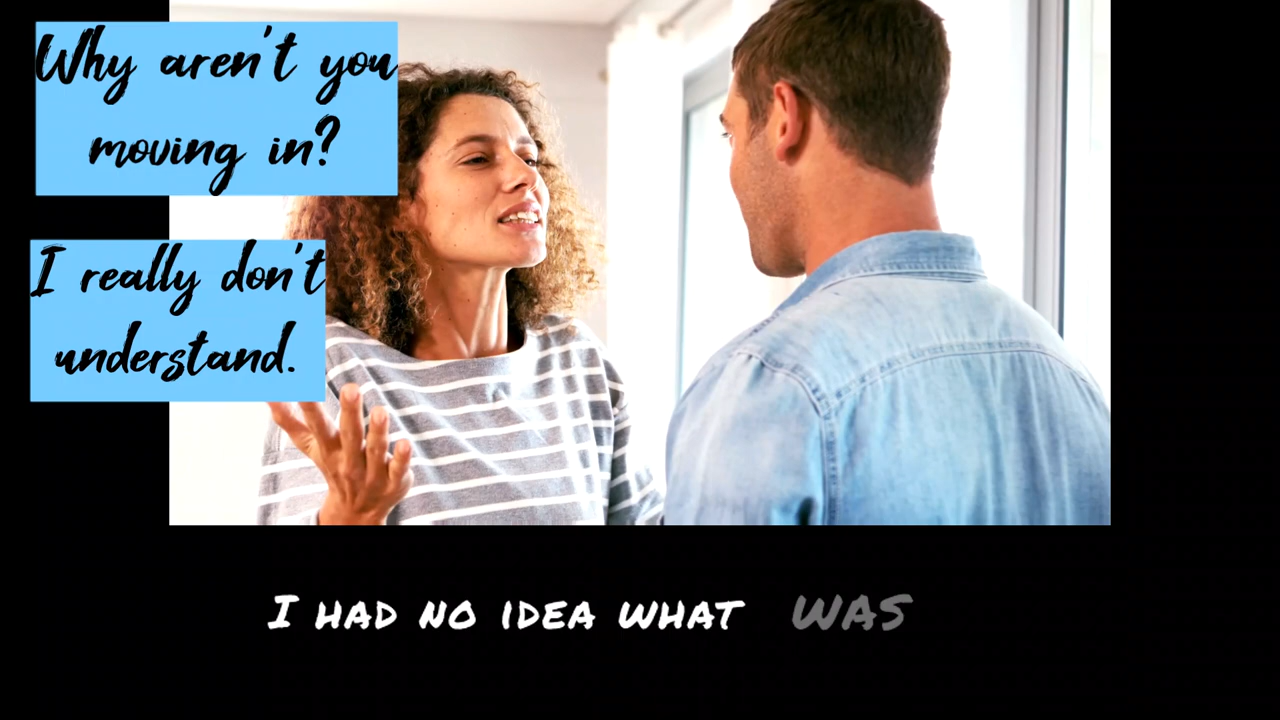 Why aren't you
moving in?
I really don't
understand.
I HAD NO IDEA WHAT WAS